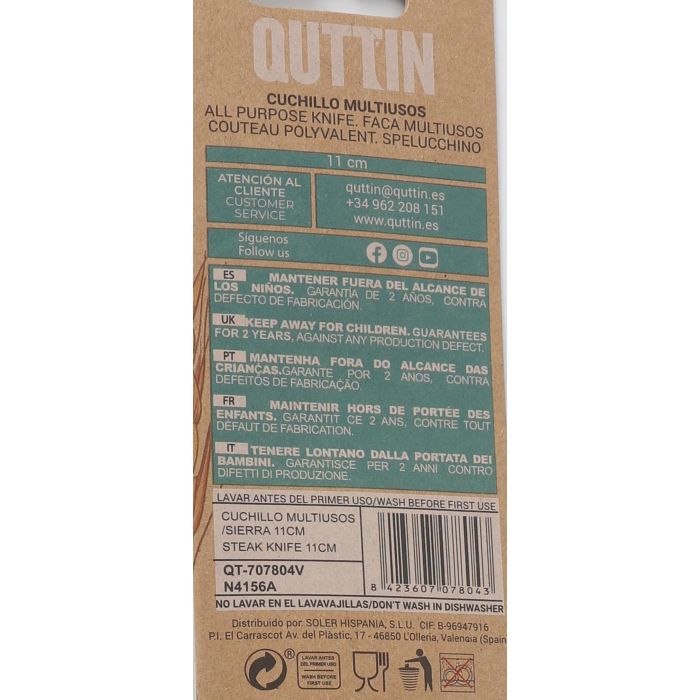 QUTTIN
CUCHILLO MULTIUSOS
ALL PURPOSE KNIFE. FACA MULTIUSOS
COUTEAU POLYVALENT. SPELUCCHINO
11 cm
ATENCIÓN AL
CLIENTE
CUSTOMER
SERVICE
quttin@quttin.es
+34 962 208 151
www.quttin.es
Síguenos
Follow us
ES MANTENER FUERA DEL ALCANCE DE
LOS NIÑOS. GARANTÍA DE 2 AÑOS, CONTRA
DEFECTO DE FABRICACIÓN.
UK KEEP AWAY FOR CHILDREN. GUARANTEES
FOR 2 YEARS, AGAINST ANY PRODUCTION DEFECT.
PT MANTENHA FORA DO ALCANCE DAS
CRIANÇAS.GARANTE POR 2 ANOS, CONTRA
DEFEITOS DE FABRICAÇÃO.
FR MAINTENIR HORS DE PORTÉE DES
ENFANTS. GARANTIT CE 2 ANS, CONTRE TOUT
DÉFAUT DE FABRICATION.
IT TENERE LONTANO DALLA PORTATA DEI
BAMBINI. GARANTISCE PER 2 ANNI CONTRO
DIFETTI DI PRODUZIONE.
LAVAR ANTES DEL PRIMER USO/WASH BEFORE FIRST USE
CUCHILLO MULTIUSOS
/SIERRA 11CM
STEAK KNIFE 11CM
QT-707804V
N4156A
8 423607 078043
NO LAVAR EN EL LAVAVAJILLAS/DON'T WASH IN DISHWASHER
Distribuido por: SOLER HISPANIA, S.L.U. CIF. B-96947916
P.I. El Carrascot Av. del Plàstic, 17 - 46850 L'Olleria, Valencia (Spain)
LAVAR ANTES
DEL PRIMER USO
WASH BEFORE
FIRST USE